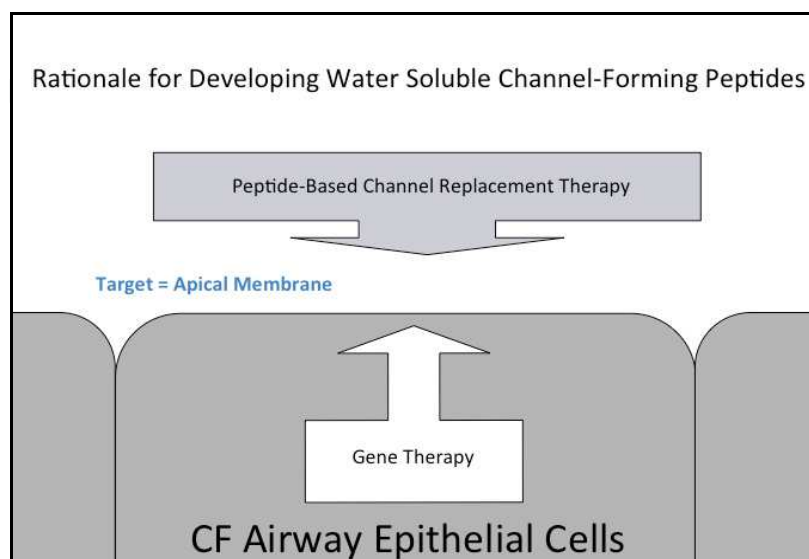 Rationale for Developing Water Soluble Channel-Forming Peptides
Peptide-Based Channel Replacement Therapy
Target = Apical Membrane
Gene Therapy
CF Airway Epithelial Cells